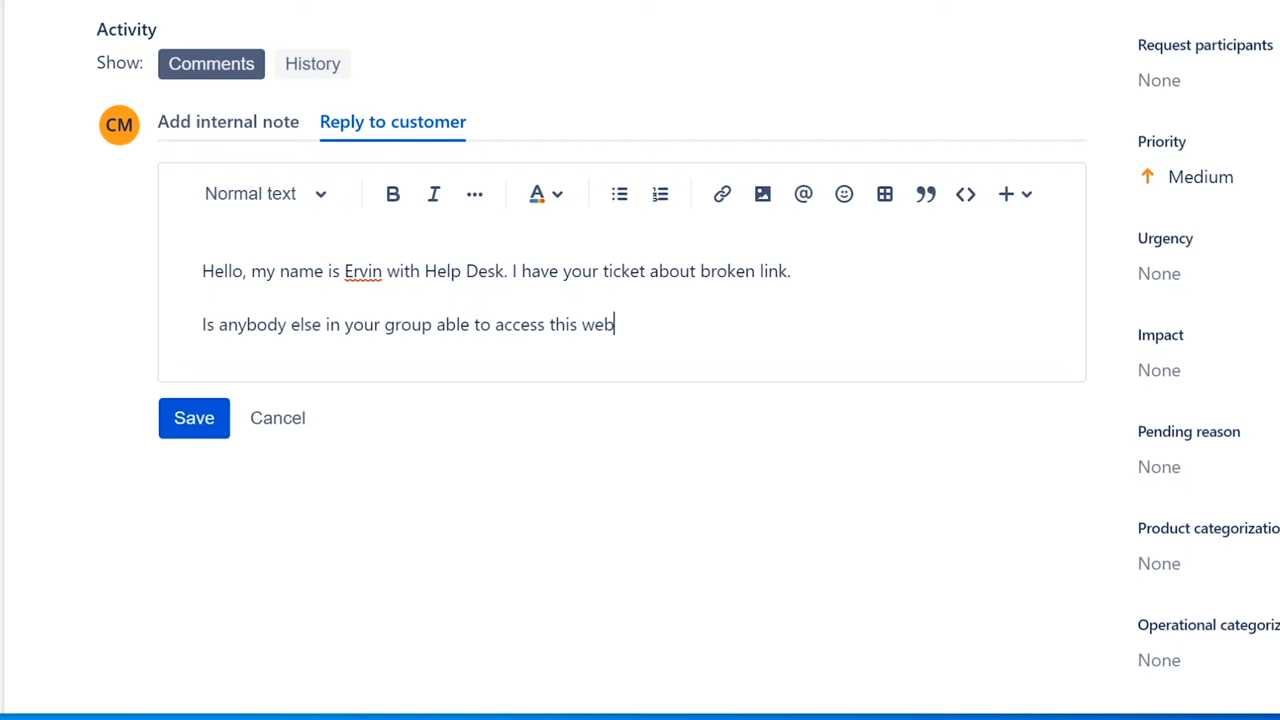 Activity
Show: Comments History
CM Add internal note Reply to customer
Normal text B I ... A
Hello, my name is Ervin with Help Desk. I have your ticket about broken link.
Is anybody else in your group able to access this web
Save Cancel
Request participants
None
Priority
Medium
Urgency
None
Impact
None
Pending reason
None
Product categorizatio
None
Operational categoriz
None